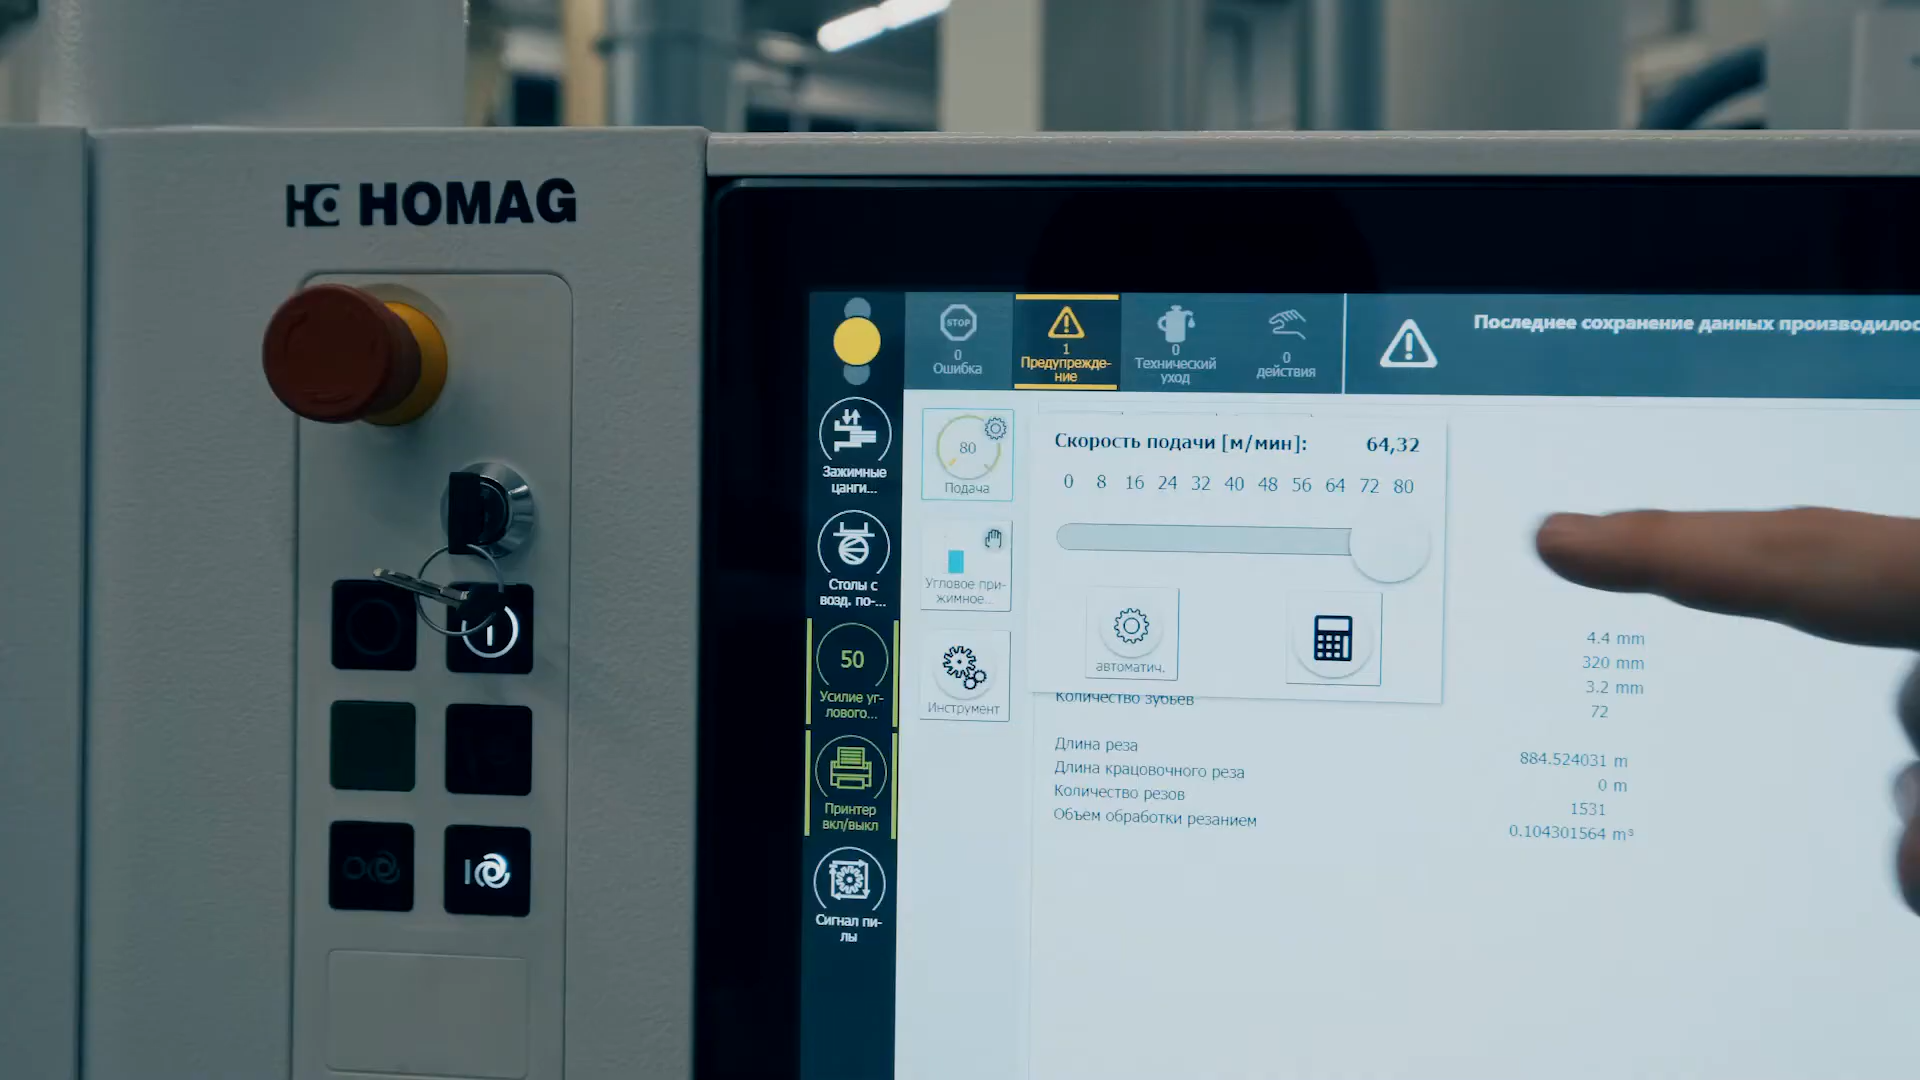 HOMAG
STOP
0
Ошибка
1
Предупрежде-
ние
0
Технический
уход
0
действия
Последнее сохранение данных производилос
Зажимные
цанги...
Столы с
возд. по-...
50
Усилие уг-
лового...
Принтер
вкл/выкл
Сигнал пи-
лы
80
Подача
Угловое при-
жимное...
Инструмент
Скорость подачи [м/мин]: 64,32
0 8 16 24 32 40 48 56 64 72 80
автоматич.
4.4 mm
320 mm
3.2 mm
Количество зубьев 72
Длина реза 884.524031 m
Длина крацовочного реза 0 m
Количество резов 1531
Объем обработки резанием 0.104301564 m³